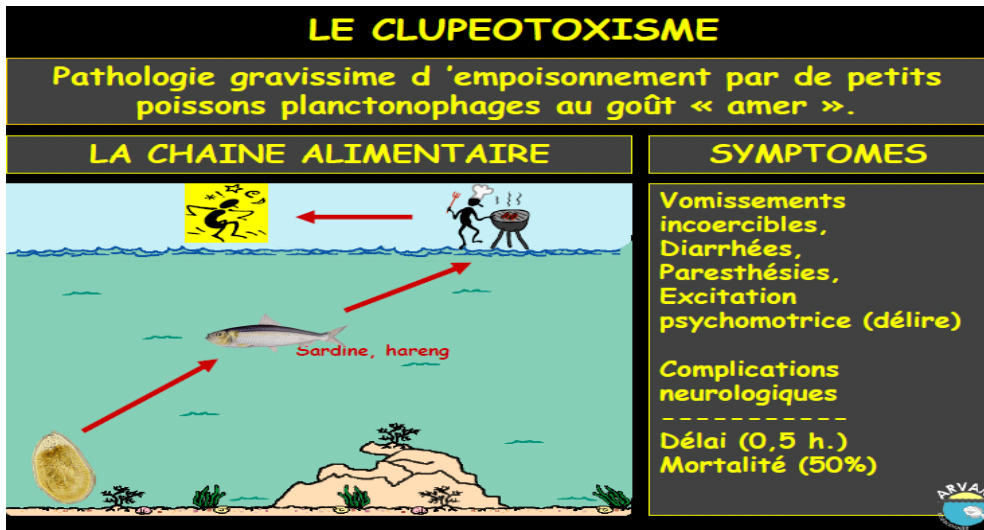 LE CLUPEOTOXISME
Pathologie gravissime d 'empoisonnement par de petits
poissons planctonophages au goût « amer ».
LA CHAINE ALIMENTAIRE
Sardine, hareng
SYMPTOMES
Vomissements
incoercibles,
Diarrhées,
Paresthésies,
Excitation
psychomotrice (délire)
Complications
neurologiques
-----------
Délai (0,5 h.)
Mortalité (50%)